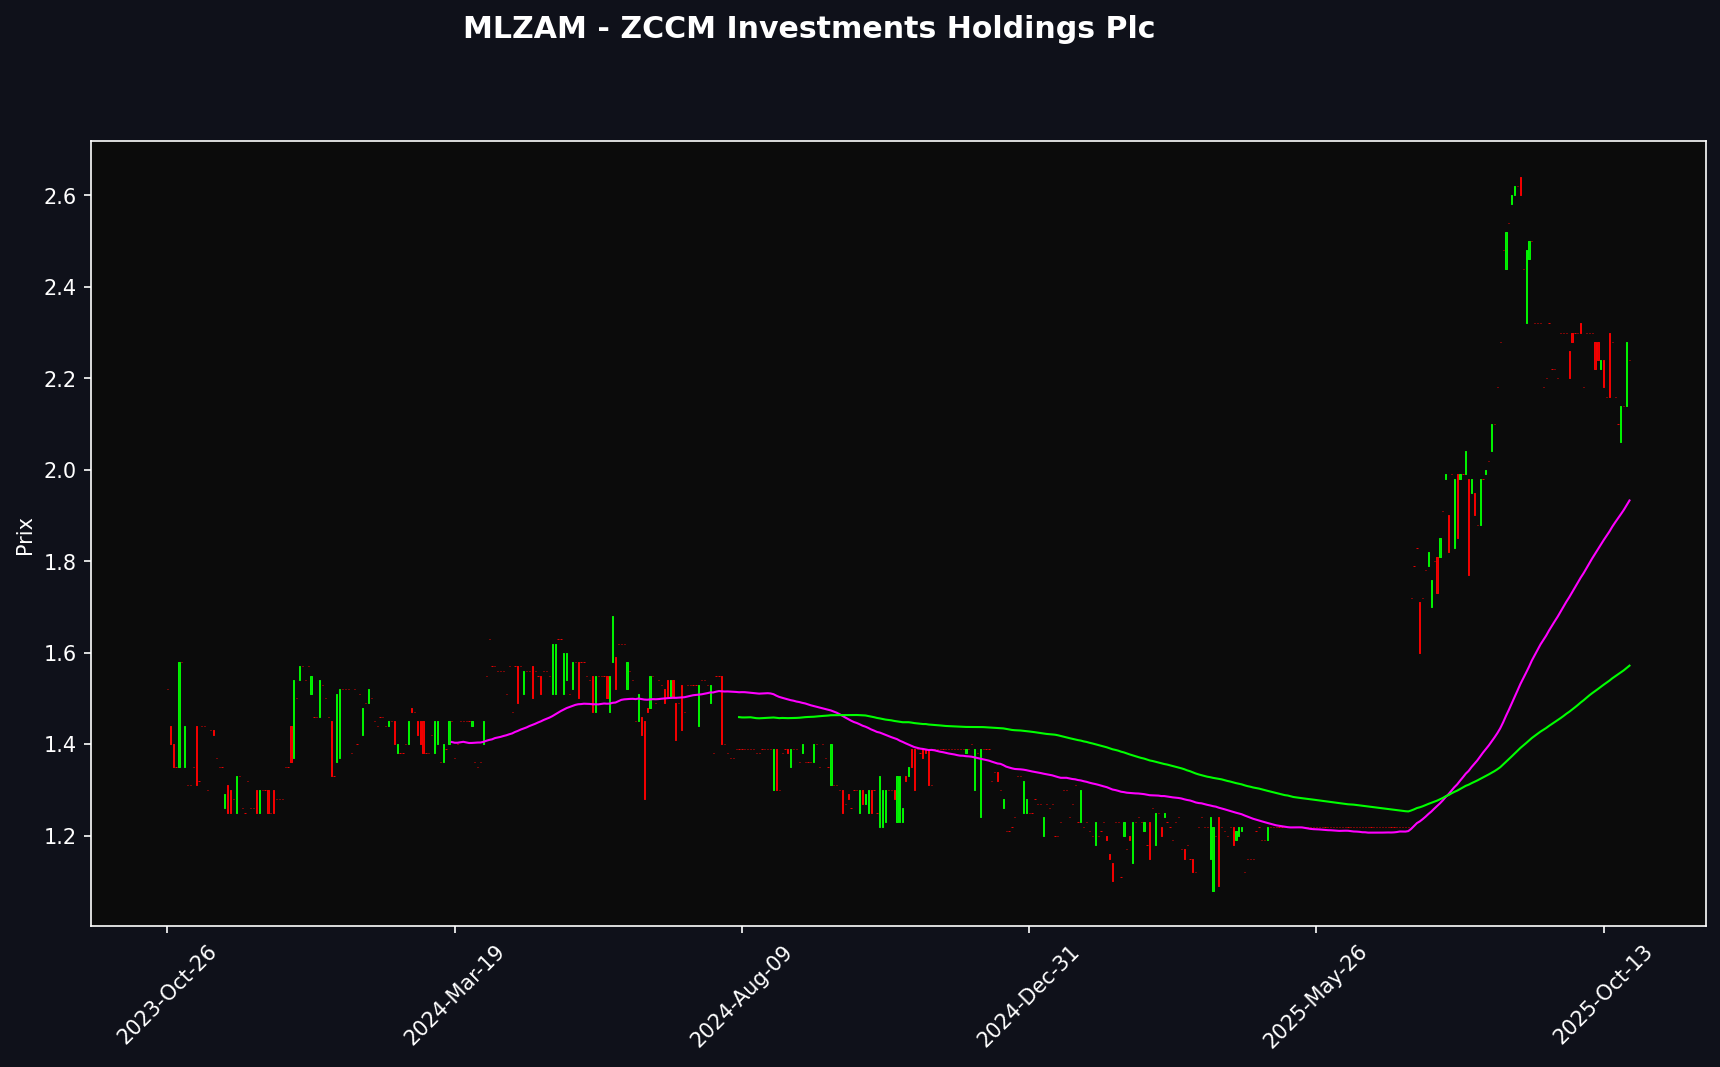 MLZAM - ZCCM Investments Holdings Plc
Prix
2.6
2.4
2.2
2.0
1.8
1.6
1.4
1.2
2023-Oct-26
2024-Mar-19
2024-Aug-09
2024-Dec-31
2025-May-26
2025-Oct-13